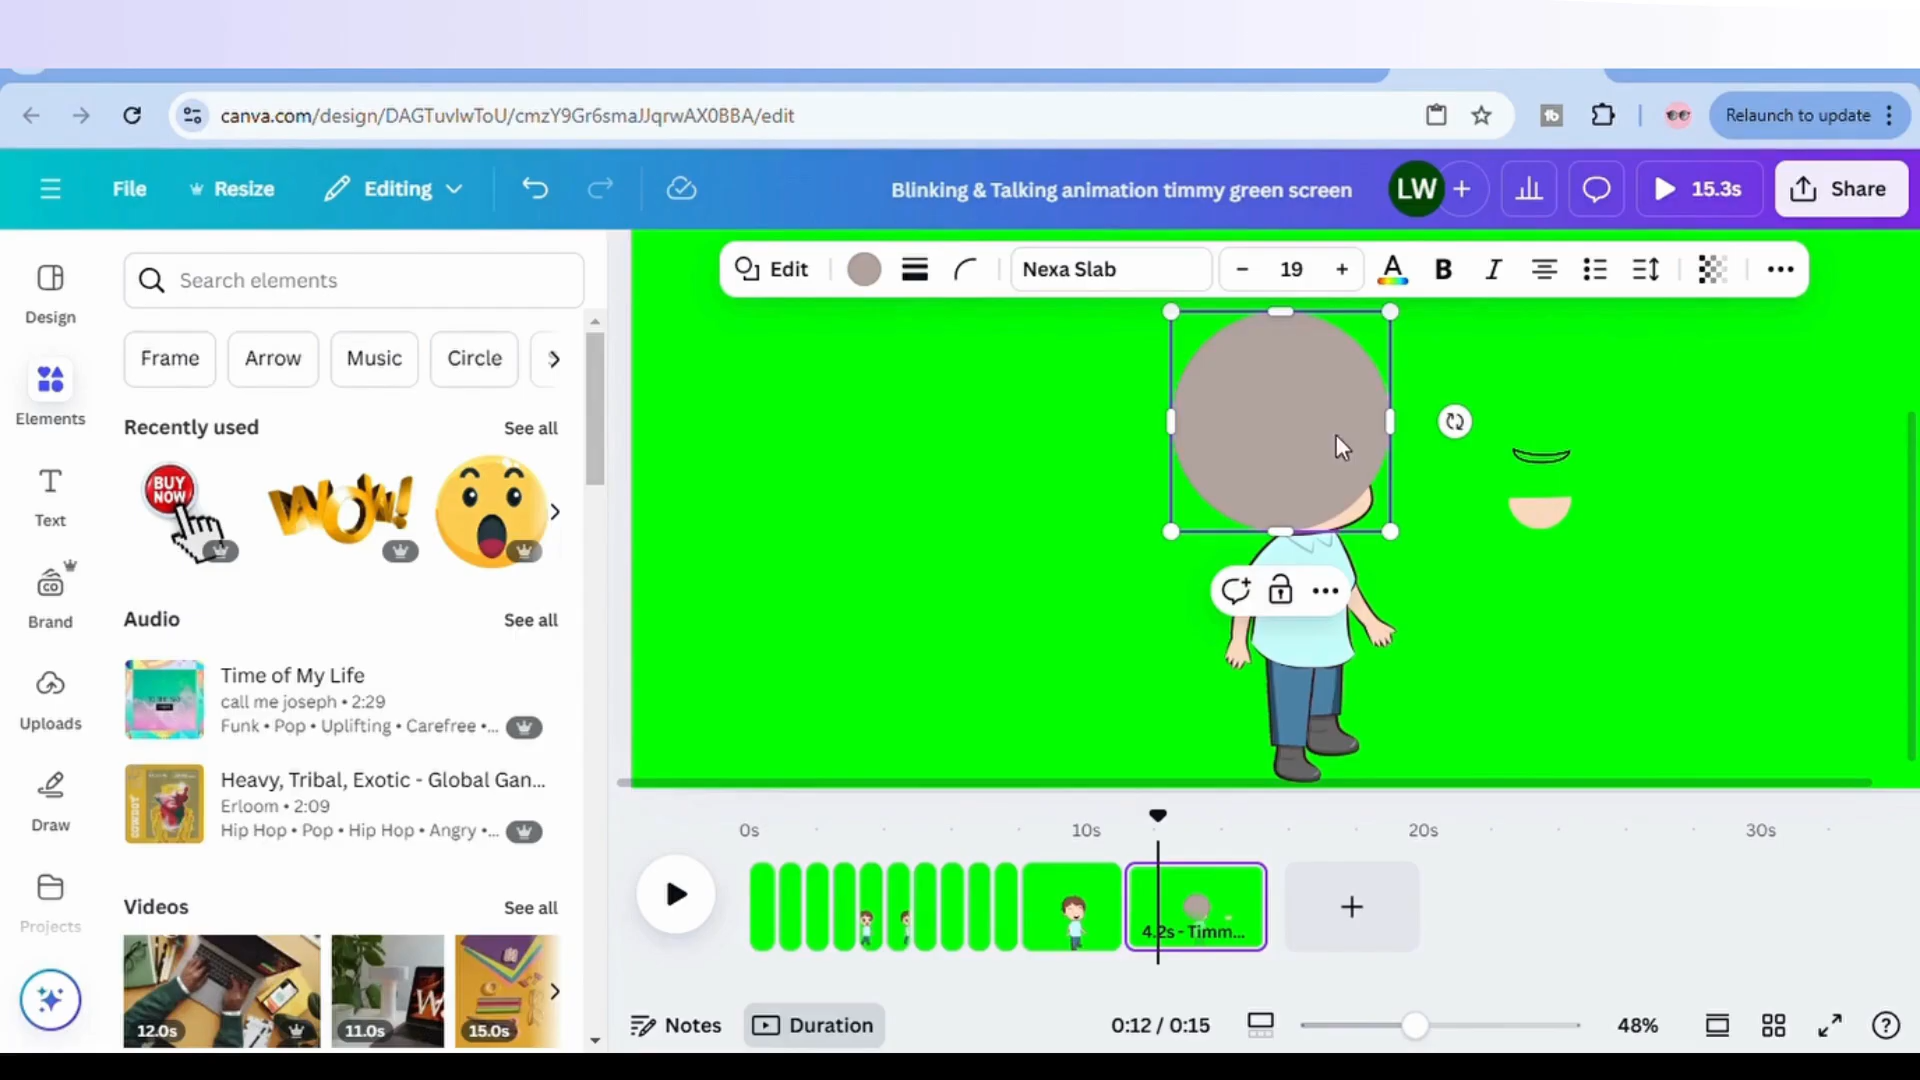 canva.com/design/DAGTuvIwToU/cmzY9Gr6smaJJqrwAX0BBA/edit
Relaunch to update
File
Resize
Editing
Blinking & Talking animation timmy green screen
LW
15.3s
Share
Design
Elements
Text
Brand
Uploads
Draw
Projects
Search elements
Frame
Arrow
Music
Circle
Recently used
See all
BUY
NOW
WOW!
Audio
See all
Time of My Life
call me joseph • 2:29
Funk • Pop • Uplifting • Carefree •...
Heavy, Tribal, Exotic - Global Gan...
Erloom • 2:09
Hip Hop • Pop • Hip Hop • Angry •...
Videos
See all
12.0s
11.0s
15.0s
Edit
Nexa Slab
19
0s
10s
20s
30s
4.2s - Timm...
Notes
Duration
0:12 / 0:15
48%